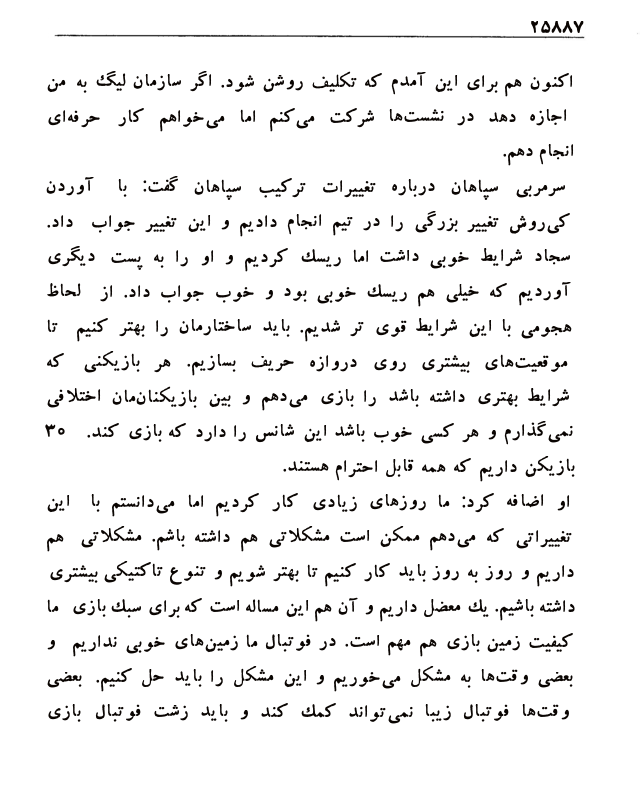 ۲۵۸۸۷
اکنون هم برای این آمدم که تکلیف روشن شود. اگر سازمان لیگ به من
اجازه دهد در نشست‌ها شرکت می‌کنم اما می‌خواهم کار حرفه‌ای
انجام دهم.
سرمربی سپاهان درباره تغییرات ترکیب سپاهان گفت: با آوردن
کی‌روش تغییر بزرگی را در تیم انجام دادیم و این تغییر جواب داد.
سجاد شرایط خوبی داشت اما ریسک کردیم و او را به پست دیگری
آوردیم که خیلی هم ریسک خوبی بود و خوب جواب داد. از لحاظ
هجومی با این شرایط قوی تر شدیم. باید ساختارمان را بهتر کنیم تا
موقعیت‌های بیشتری روی دروازه حریف بسازیم. هر بازیکنی که
شرایط بهتری داشته باشد را بازی می‌دهم و بین بازیکنان‌مان اختلافی
نمی‌گذارم و هر کسی خوب باشد این شانس را دارد که بازی کند. ۳۰
بازیکن داریم که همه قابل احترام هستند.
او اضافه کرد: ما روزهای زیادی کار کردیم اما می‌دانستم با این
تغییراتی که می‌دهم ممکن است مشکلاتی هم داشته باشم. مشکلاتی هم
داریم و روز به روز باید کار کنیم تا بهتر شویم و تنوع تاکتیکی بیشتری
داشته باشیم. یک معضل داریم و آن هم این مساله است که برای سبک بازی ما
کیفیت زمین بازی هم مهم است. در فوتبال ما زمین‌های خوبی نداریم و
بعضی وقت‌ها به مشکل می‌خوریم و این مشکل را باید حل کنیم. بعضی
وقت‌ها فوتبال زیبا نمی‌تواند کمک کند و باید زشت فوتبال بازی